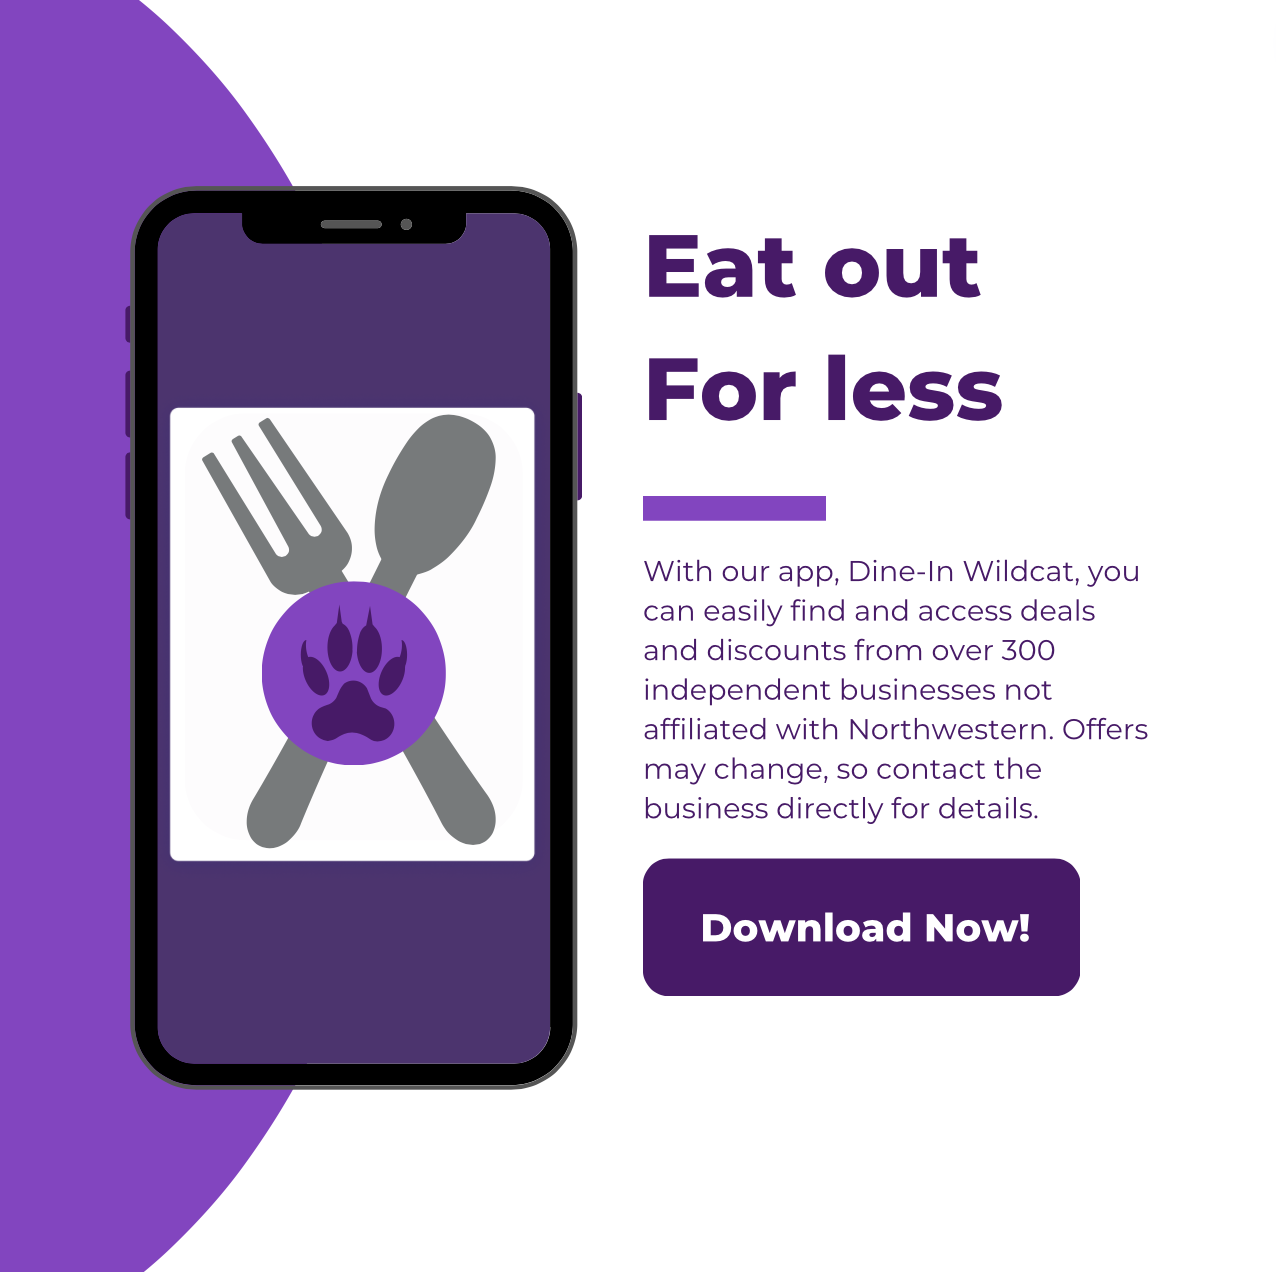 Eat out
For less
With our app, Dine-In Wildcat, you
can easily find and access deals
and discounts from over 300
independent businesses not
affiliated with Northwestern. Offers
may change, so contact the
business directly for details.
Download Now!